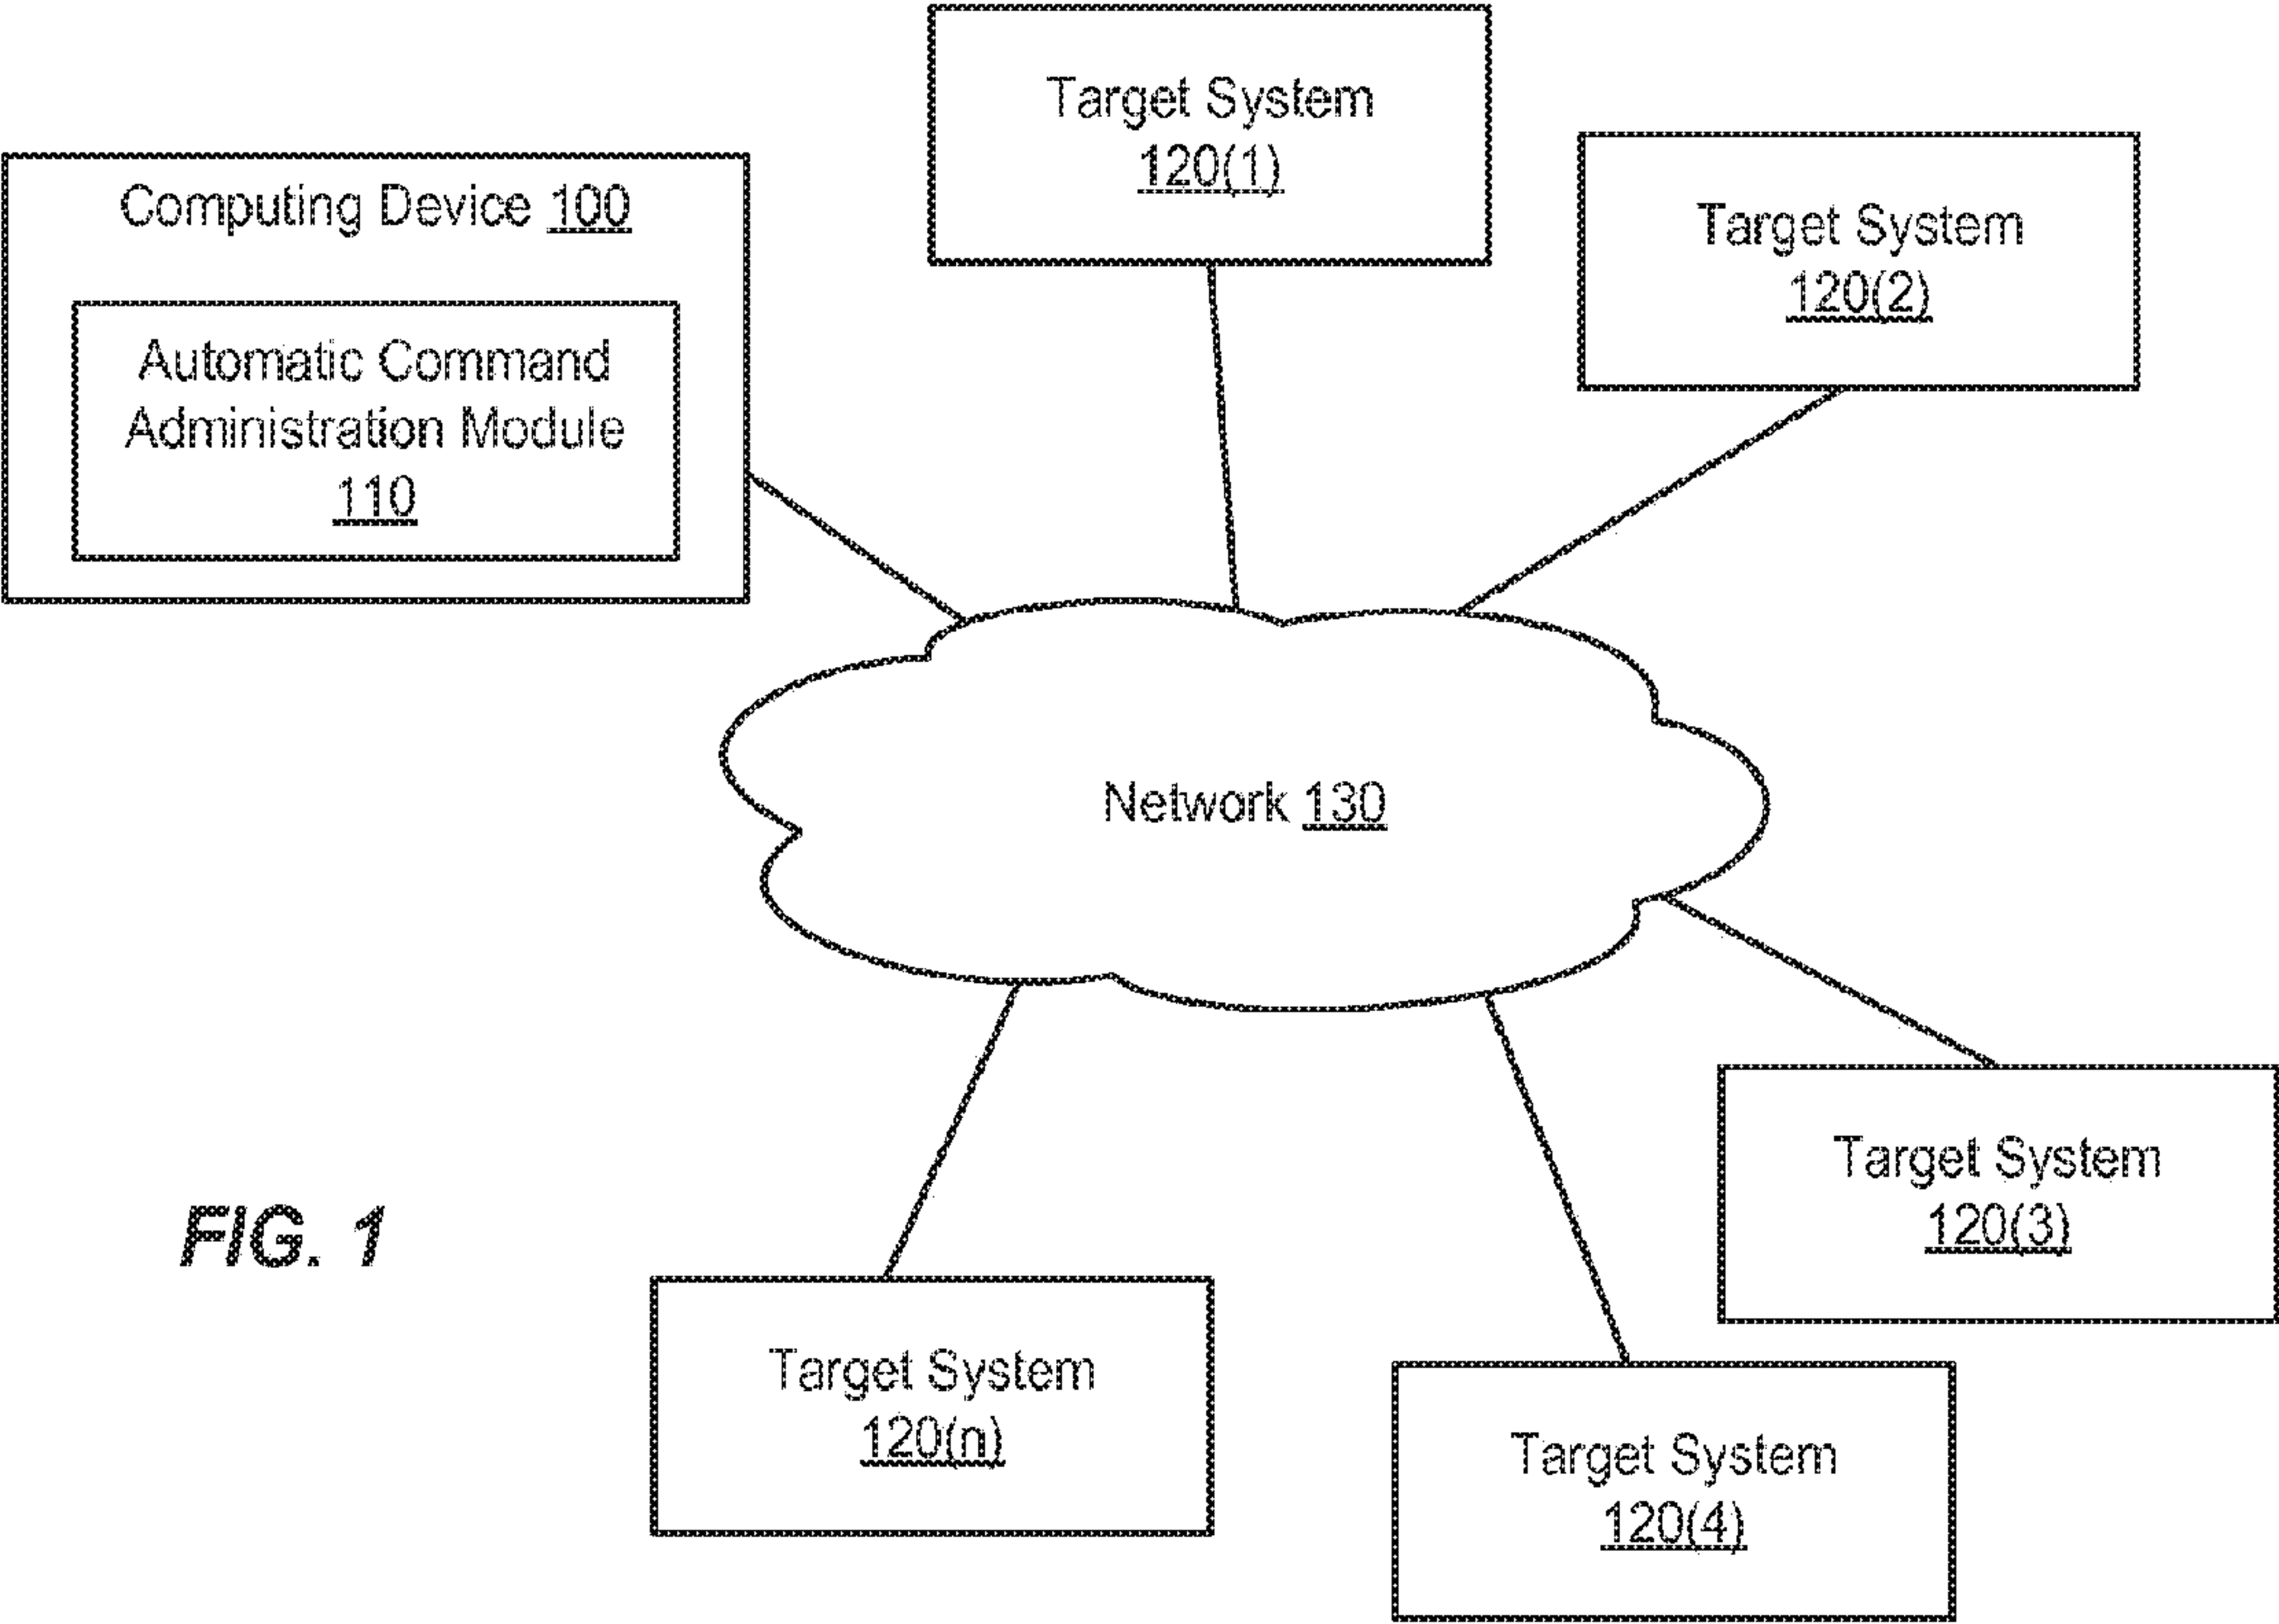 Target System
120(1)
Computing Device 100
Target System
120(2)
Automatic Command
Administration Module
110
Network 130
Target System
120(3)
FIG. 1
Target System
120(n)
Target System
120(4)